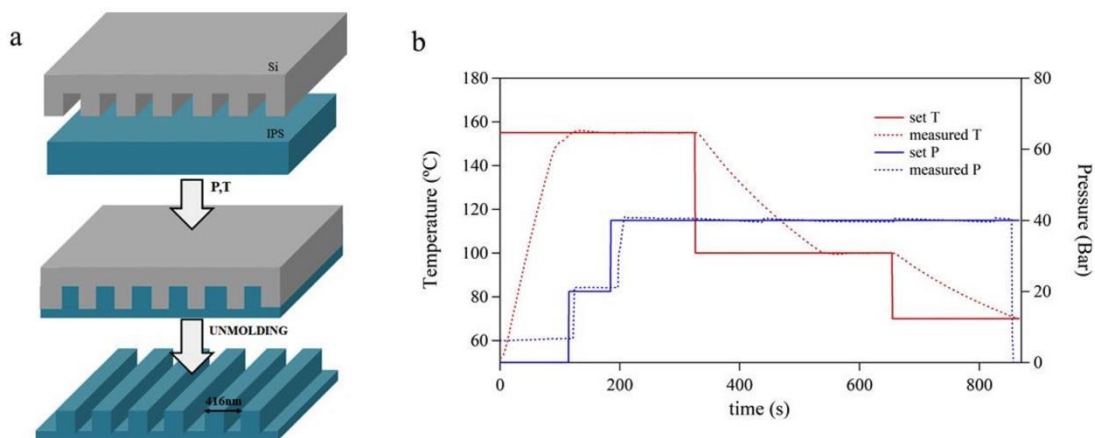 a
Si
IPS
P,T
UNMOLDING
416nm
b
180
160
140
120
100
80
60
Temperature (ºC)
80
60
40
20
0
Pressure (Bar)
set T
measured T
set P
measured P
0
200
400
600
800
time (s)